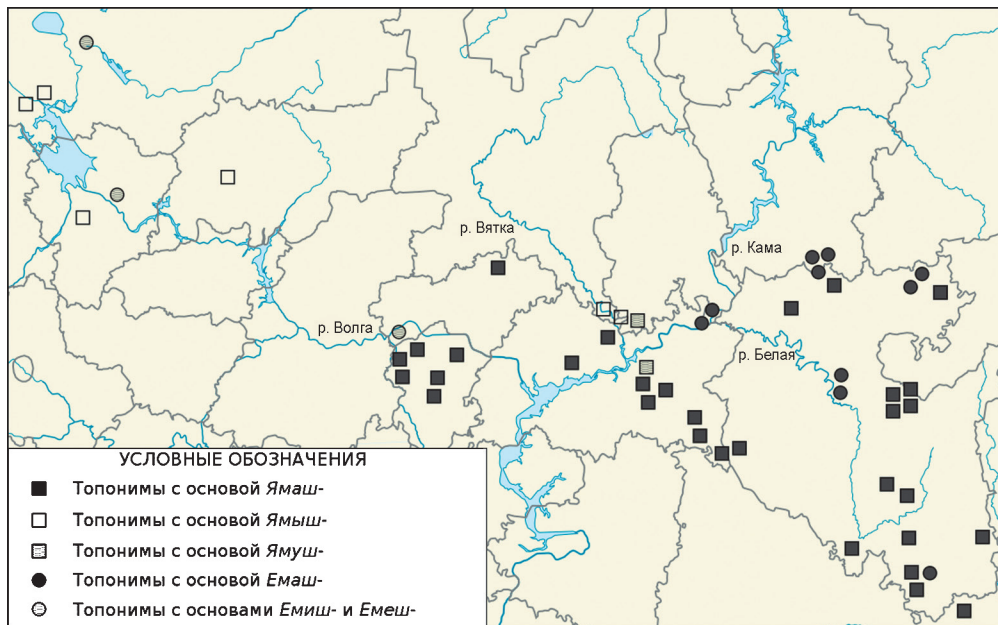 р. Вятка
р. Кама
р. Волга
р. Белая
УСЛОВНЫЕ ОБОЗНАЧЕНИЯ
Топонимы с основой Ямаш-
Топонимы с основой Ямыш-
Топонимы с основой Ямуш-
Топонимы с основой Емаш-
Топонимы с основами Емиш- и Емеш-